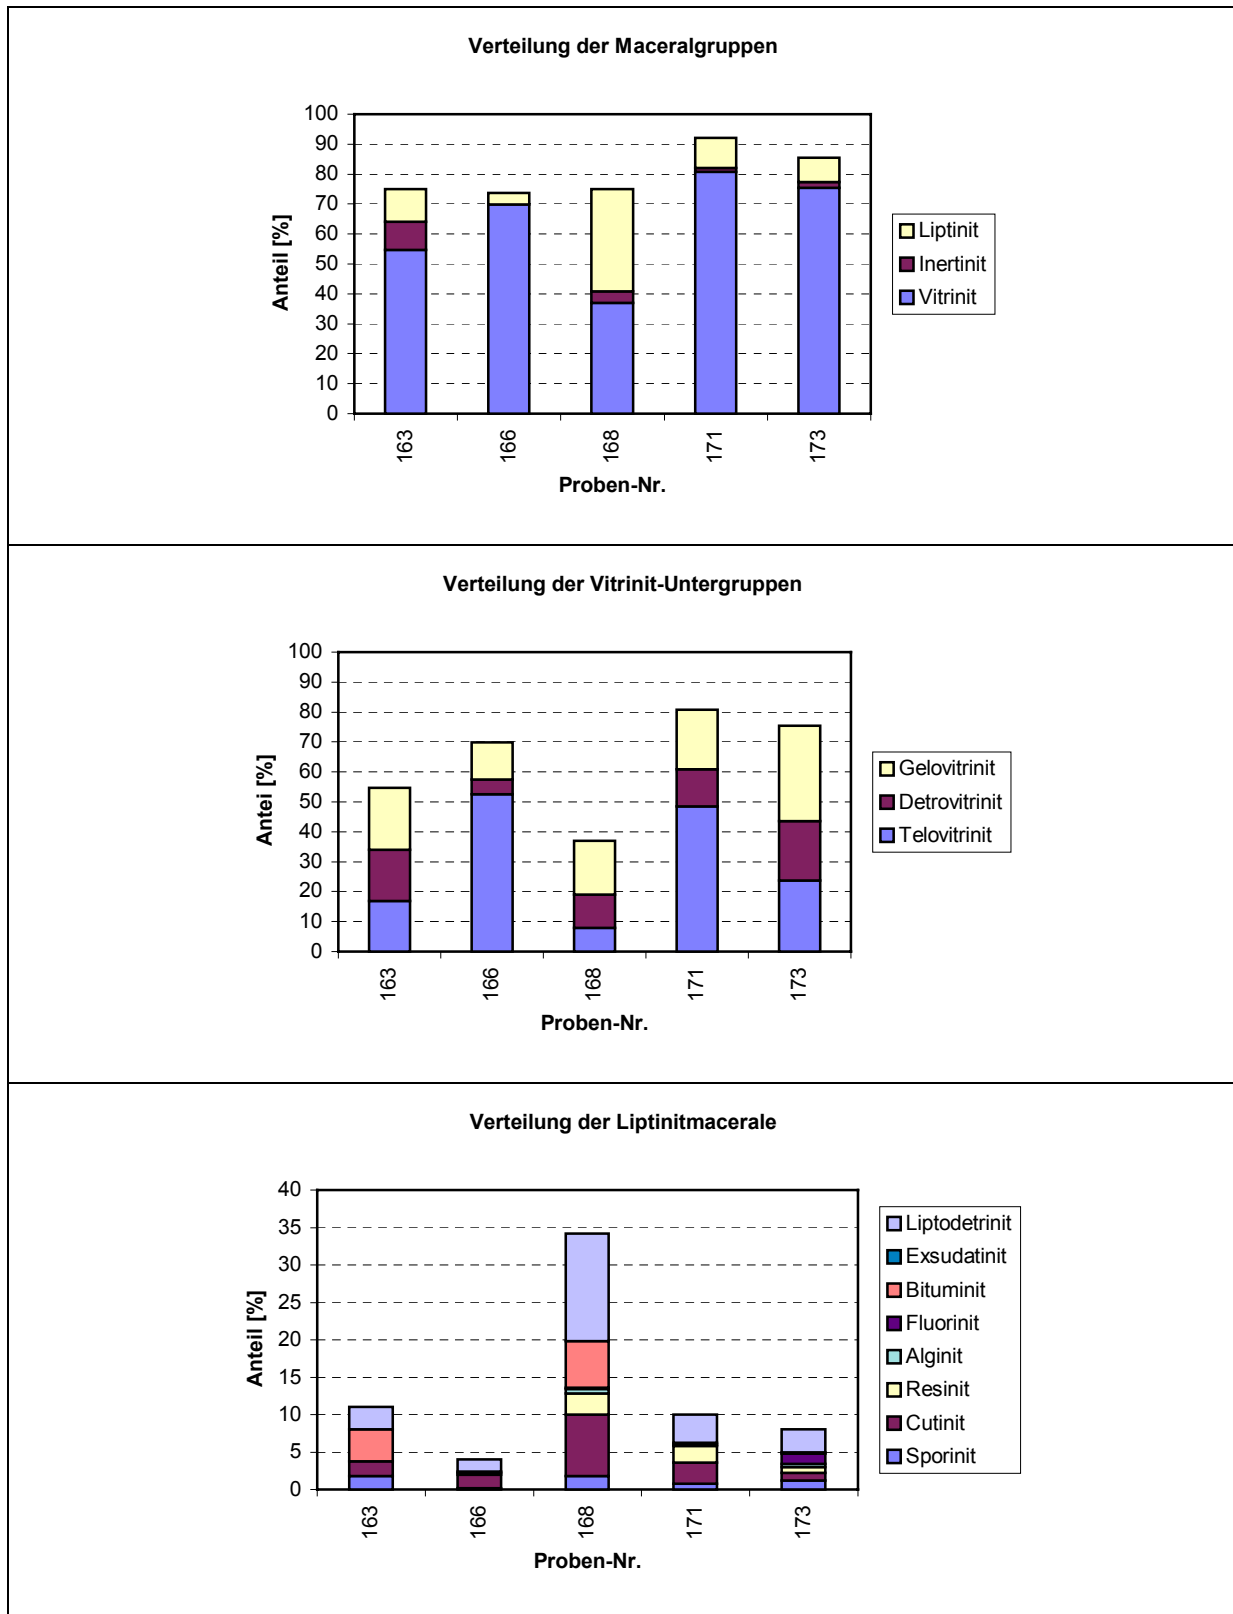 Verteilung der Maceralgruppen
100
90
80
70
60
50
40
30
20
10
0
Anteil [%]
163
166
168
171
173
Proben-Nr.
Liptinit
Inertinit
Vitrinit
Verteilung der Vitrinit-Untergruppen
100
90
80
70
60
50
40
30
20
10
0
Antei [%]
163
166
168
171
173
Proben-Nr.
Gelovitrinit
Detrovitrinit
Telovitrinit
Verteilung der Liptinitmacerale
40
35
30
25
20
15
10
5
0
Anteil [%]
163
166
168
171
173
Proben-Nr.
Liptodetrinit
Exsudatinit
Bituminit
Fluorinit
Alginit
Resinit
Cutinit
Sporinit